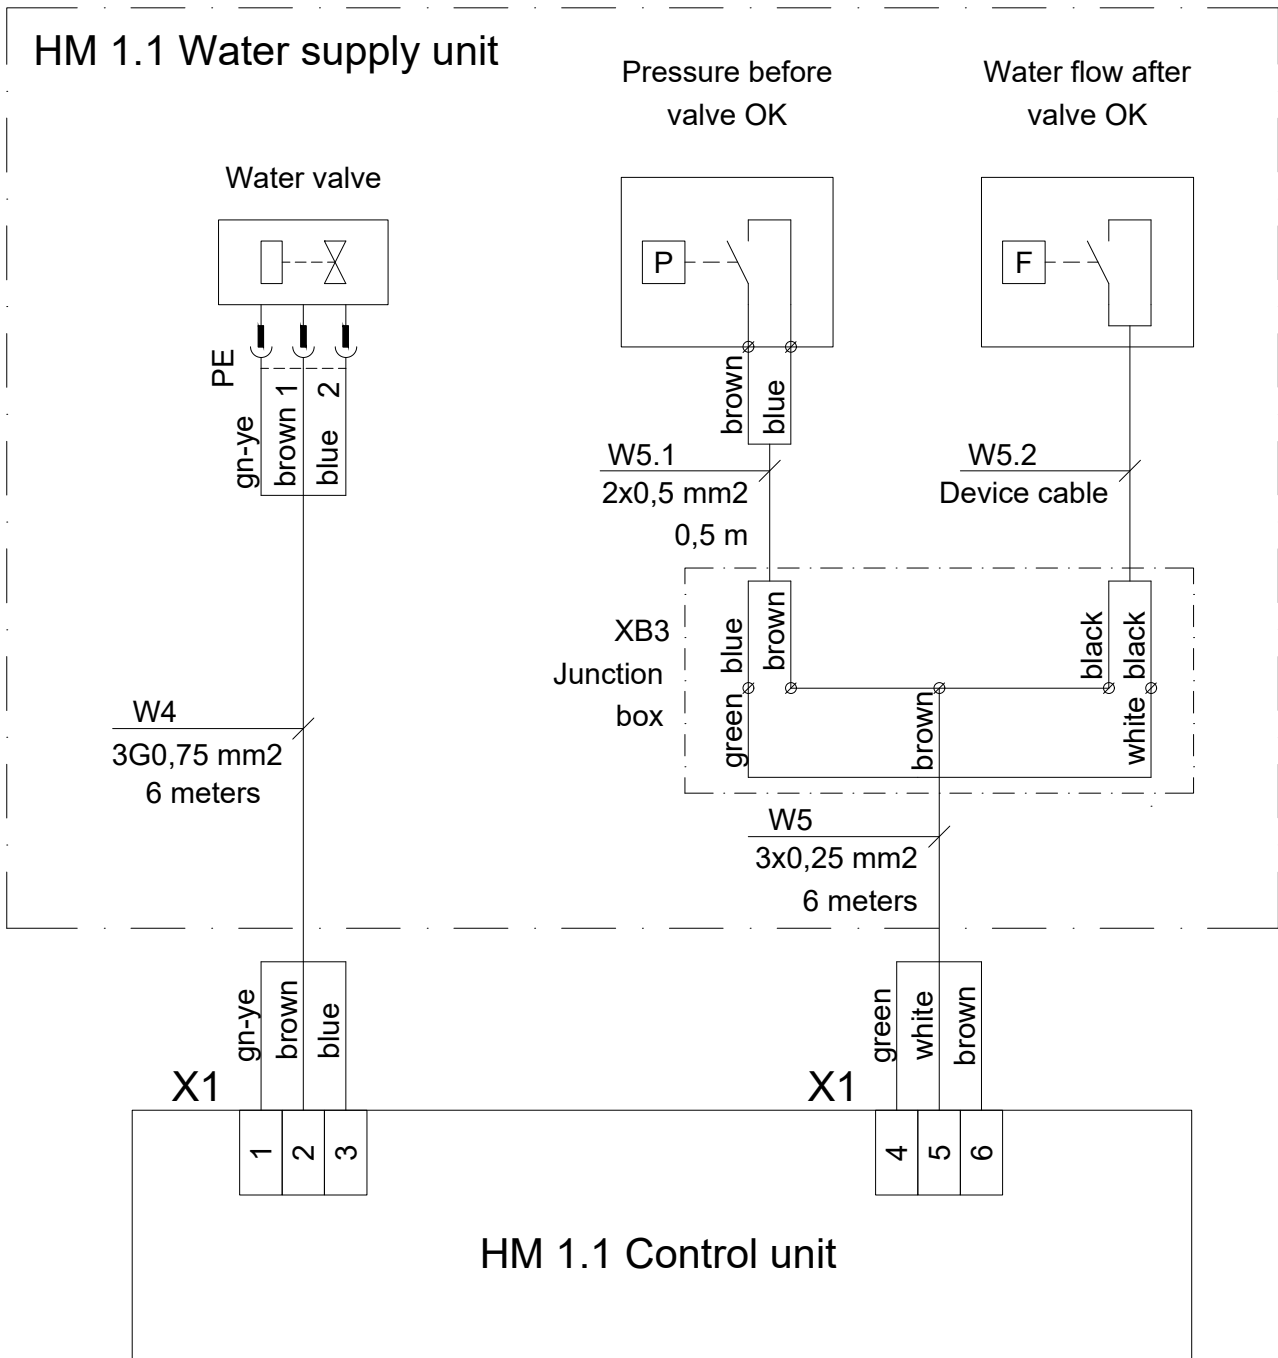 HM 1.1 Water supply unit
Pressure before
valve OK
Water flow after
valve OK
Water valve
P
F
PE
gn-ye
brown 1
blue 2
brown
blue
W5.1
2x0,5 mm2
0,5 m
W5.2
Device cable
XB3
Junction
box
blue
brown
black
black
green
brown
white
W4
3G0,75 mm2
6 meters
W5
3x0,25 mm2
6 meters
gn-ye
brown
blue
green
white
brown
X1
X1
1
2
3
4
5
6
HM 1.1 Control unit